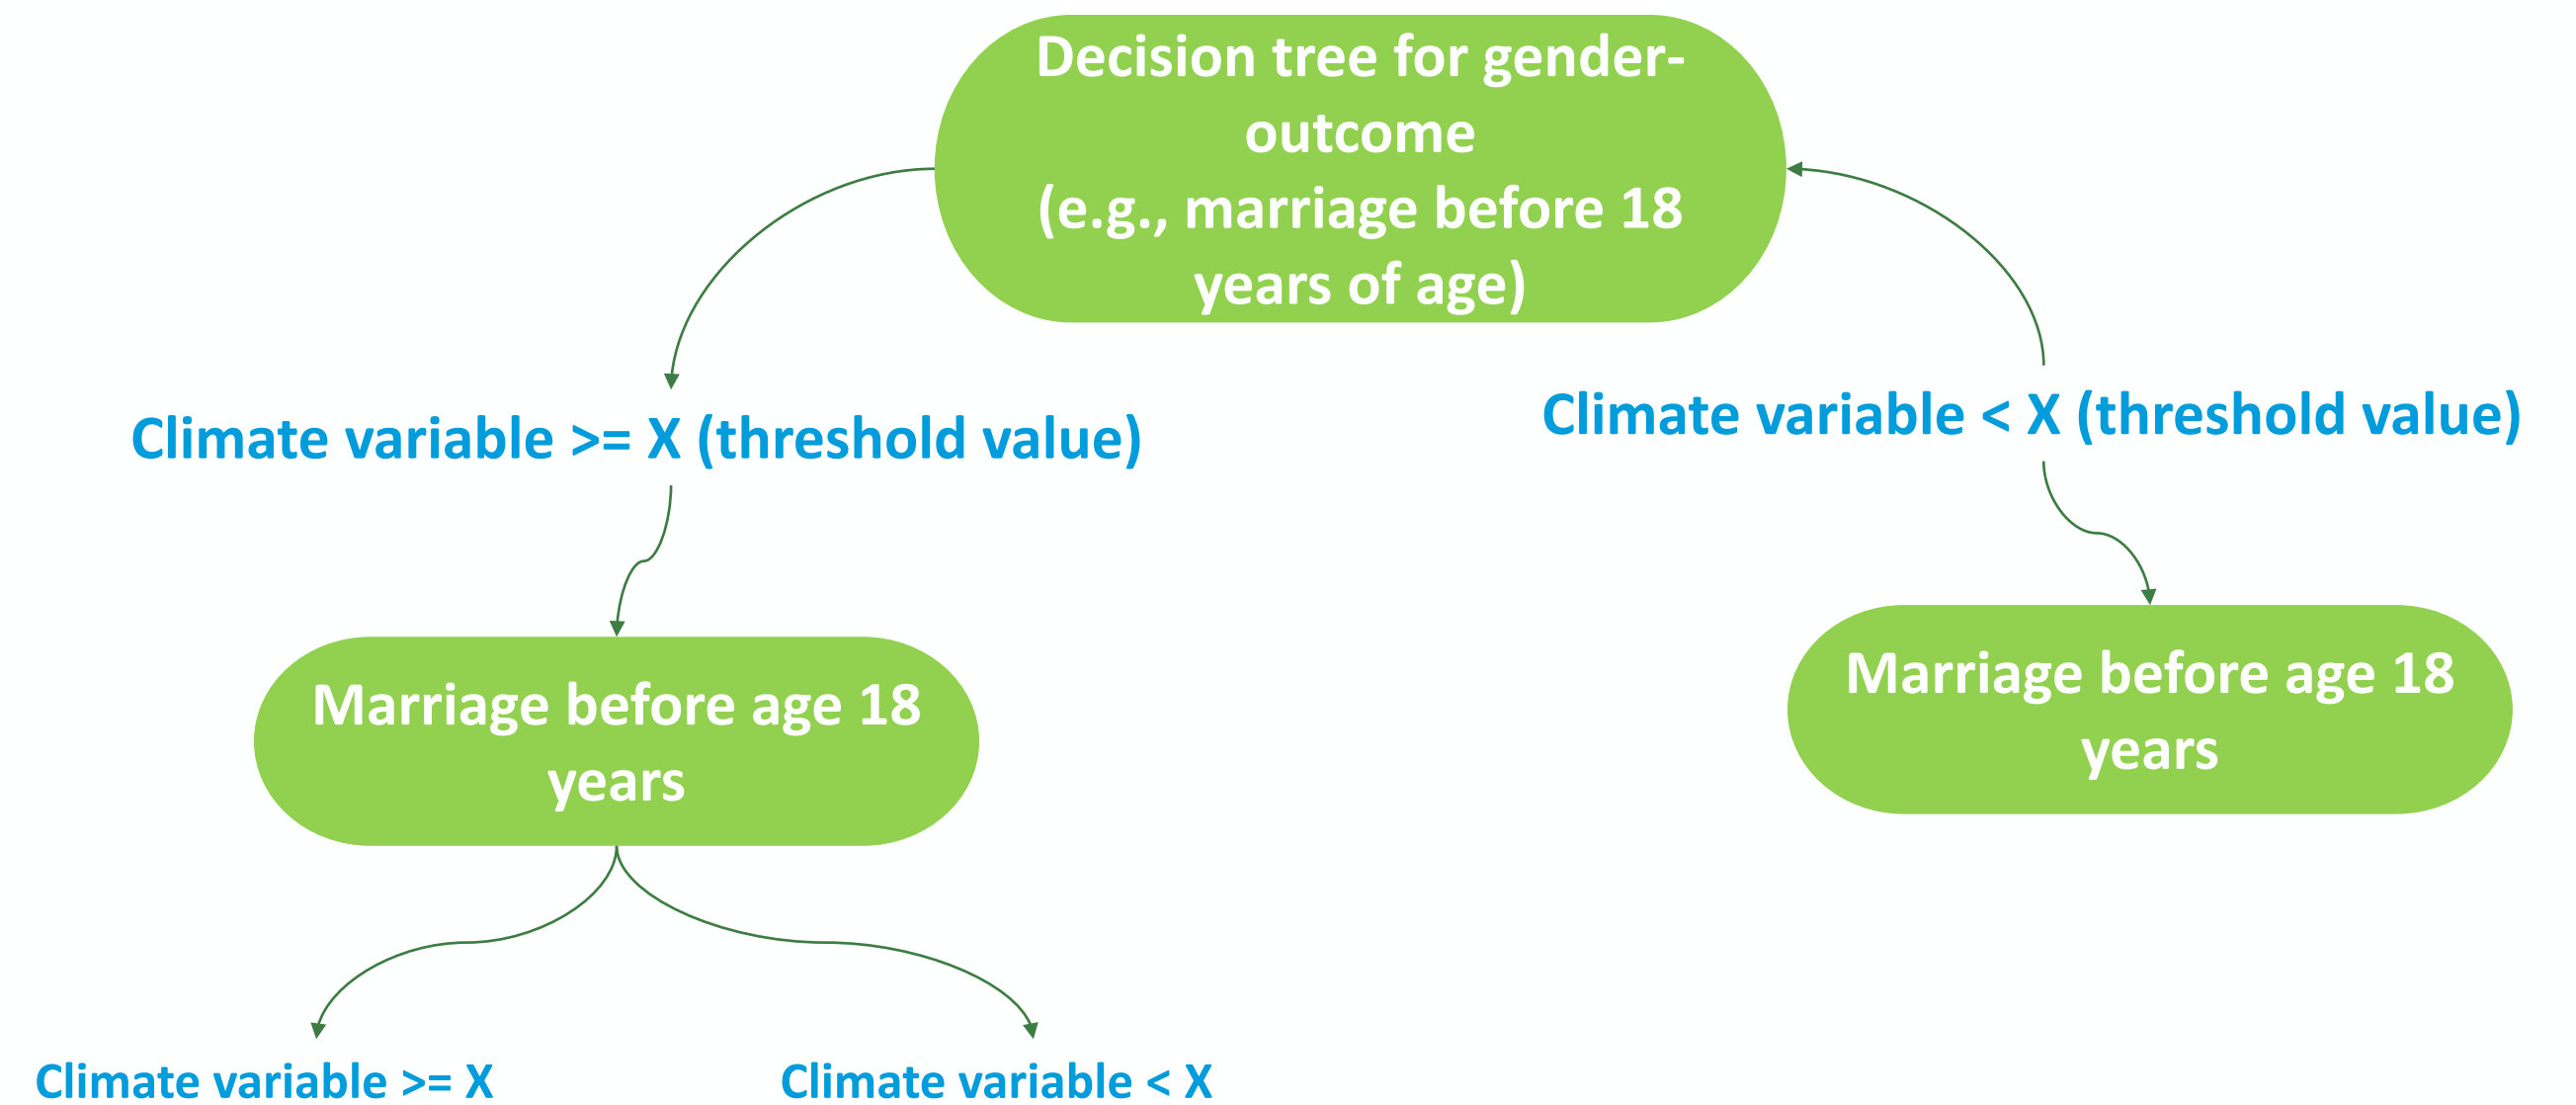 Decision tree for gender-
outcome
(e.g., marriage before 18
years of age)
Climate variable >= X (threshold value)
Climate variable < X (threshold value)
Marriage before age 18
years
Marriage before age 18
years
Climate variable >= X
Climate variable < X